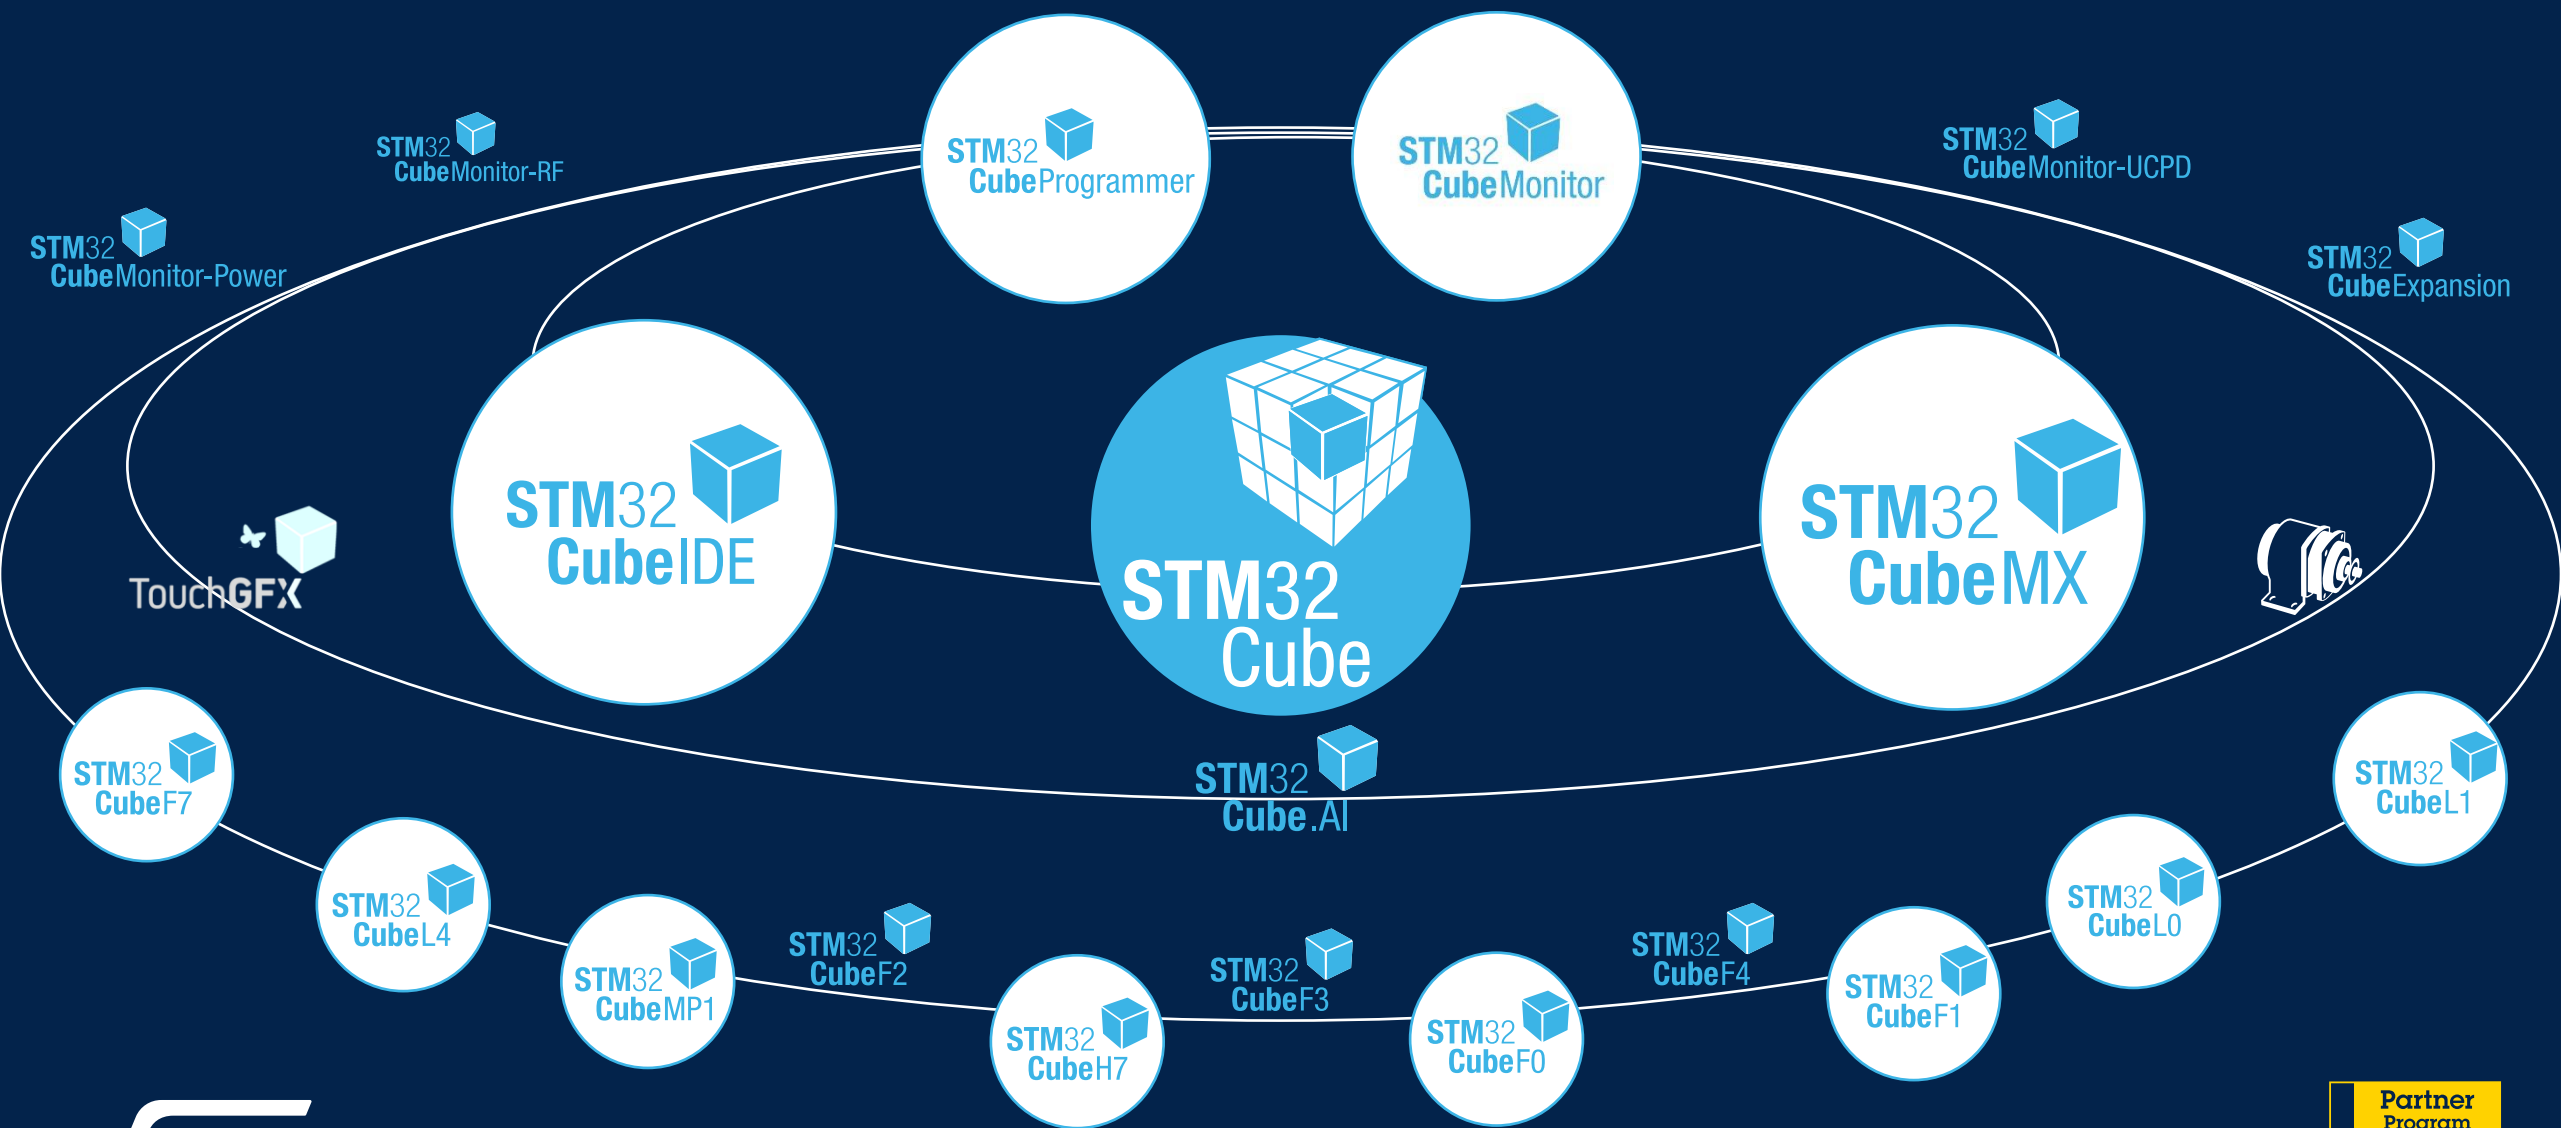 STM32
CubeProgrammer
STM32
CubeMonitor
STM32
CubeMonitor-RF
STM32
CubeMonitor-UCPD
STM32
CubeMonitor-Power
STM32
CubeExpansion
STM32
CubeIDE
STM32
Cube
STM32
CubeMX
TouchGFX
STM32
Cube.AI
STM32
CubeF7
STM32
CubeL4
STM32
CubeMP1
STM32
CubeF2
STM32
CubeH7
STM32
CubeF3
STM32
CubeF0
STM32
CubeF4
STM32
CubeF1
STM32
CubeL0
STM32
CubeL1
Partner
Program